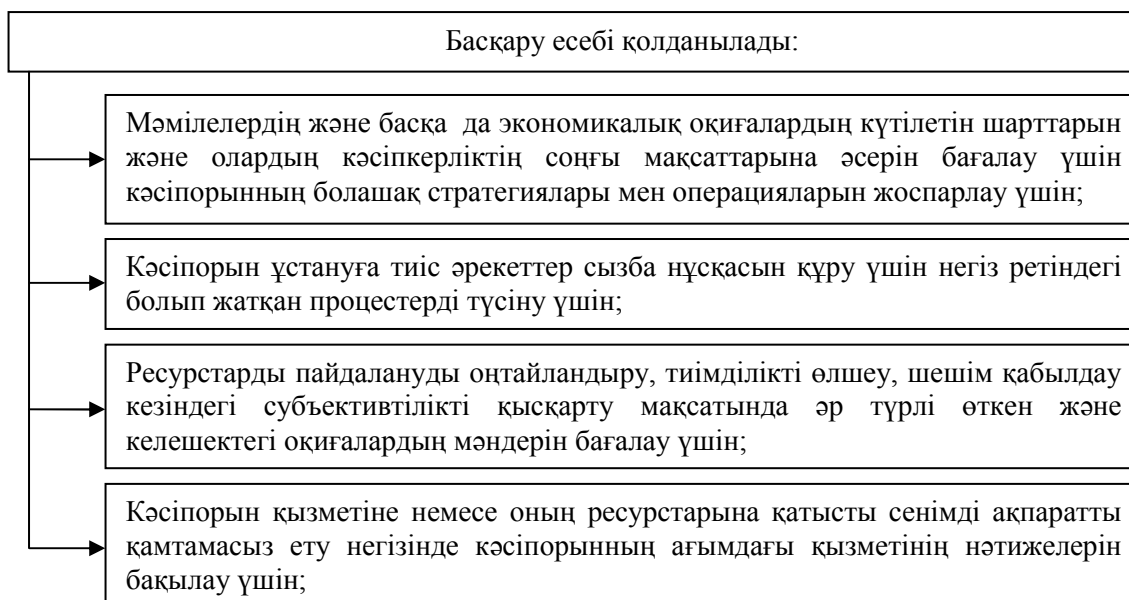 Басқару есебі қолданылады:
Мәмілелердің және басқа да экономикалық оқиғалардың күтілетін шарттарын
және олардың кәсіпкерліктің соңғы мақсаттарына әсерін бағалау үшін
кәсіпорынның болашақ стратегиялары мен операцияларын жоспарлау үшін;
Кәсіпорын ұстануға тиіс әрекеттер сызба нұсқасын құру үшін негіз ретіндегі
болып жатқан процестерді түсіну үшін;
Ресурстарды пайдалануды оңтайландыру, тиімділікті өлшеу, шешім қабылдау
кезіндегі субъективтілікті қысқарту мақсатында әр түрлі өткен және
келешектегі оқиғалардың мәндерін бағалау үшін;
Кәсіпорын қызметіне немесе оның ресурстарына қатысты сенімді ақпаратты
қамтамасыз ету негізінде кәсіпорынның ағымдағы қызметінің нәтижелерін
бақылау үшін;